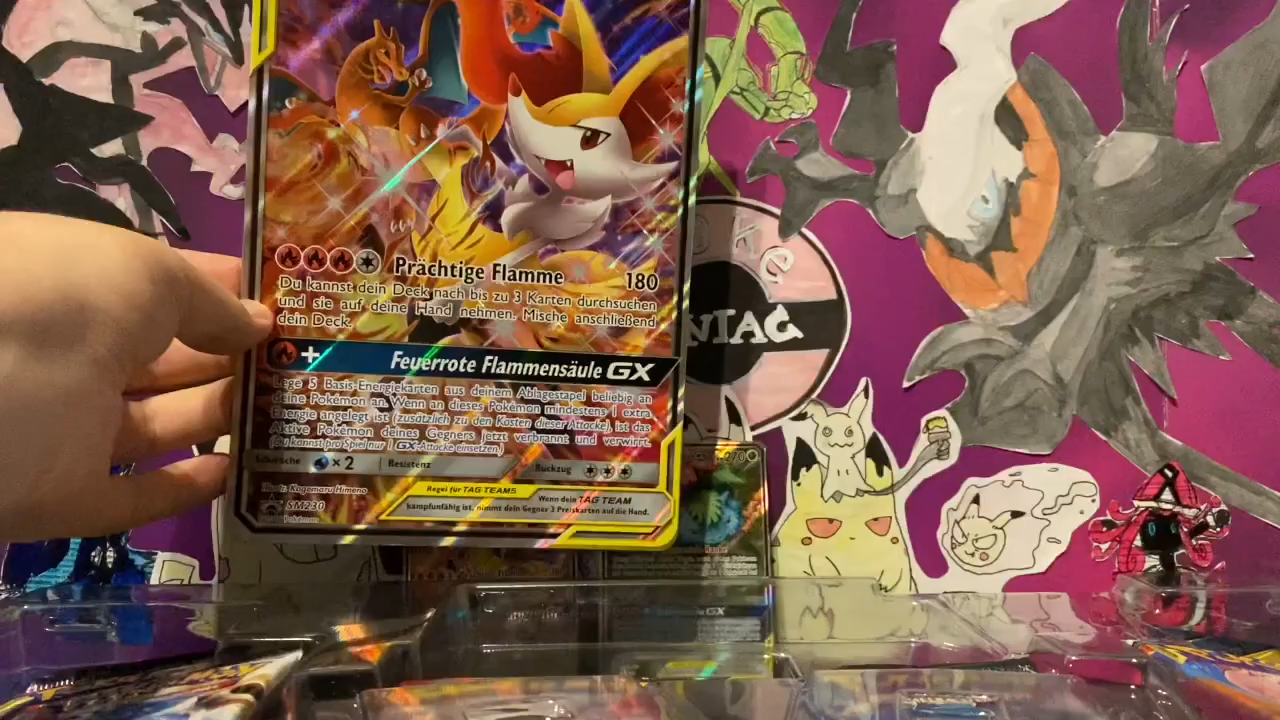 Prächtige Flamme 180
Du kannst dein Deck nach bis zu 3 Karten durchsuchen
und sie auf deine Hand nehmen. Mische anschließend
dein Deck.
+ Feuerrote Flammensäule GX
Lege 5 Basis-Energiekarten aus deinem Ablagestapel beliebig an
deine Pokémon an. Wenn an dieses Pokémon mindestens 1 extra
Energie angelegt ist (zusätzlich zu den Kosten dieser Attacke), ist das
Aktive Pokémon deines Gegners jetzt verbrannt und verwirrt.
(Du kannst pro Spiel nur 1 GX-Attacke einsetzen.)
Schwäche ×2 Resistenz Rückzug
Illustr. Kagemaru Himeno
SM230
Regel für TAG TEAMS
Wenn dein TAG TEAM
kampfunfähig ist, nimmt dein Gegner 3 Preiskarten auf die Hand.
Ke
NIAC
270
GX